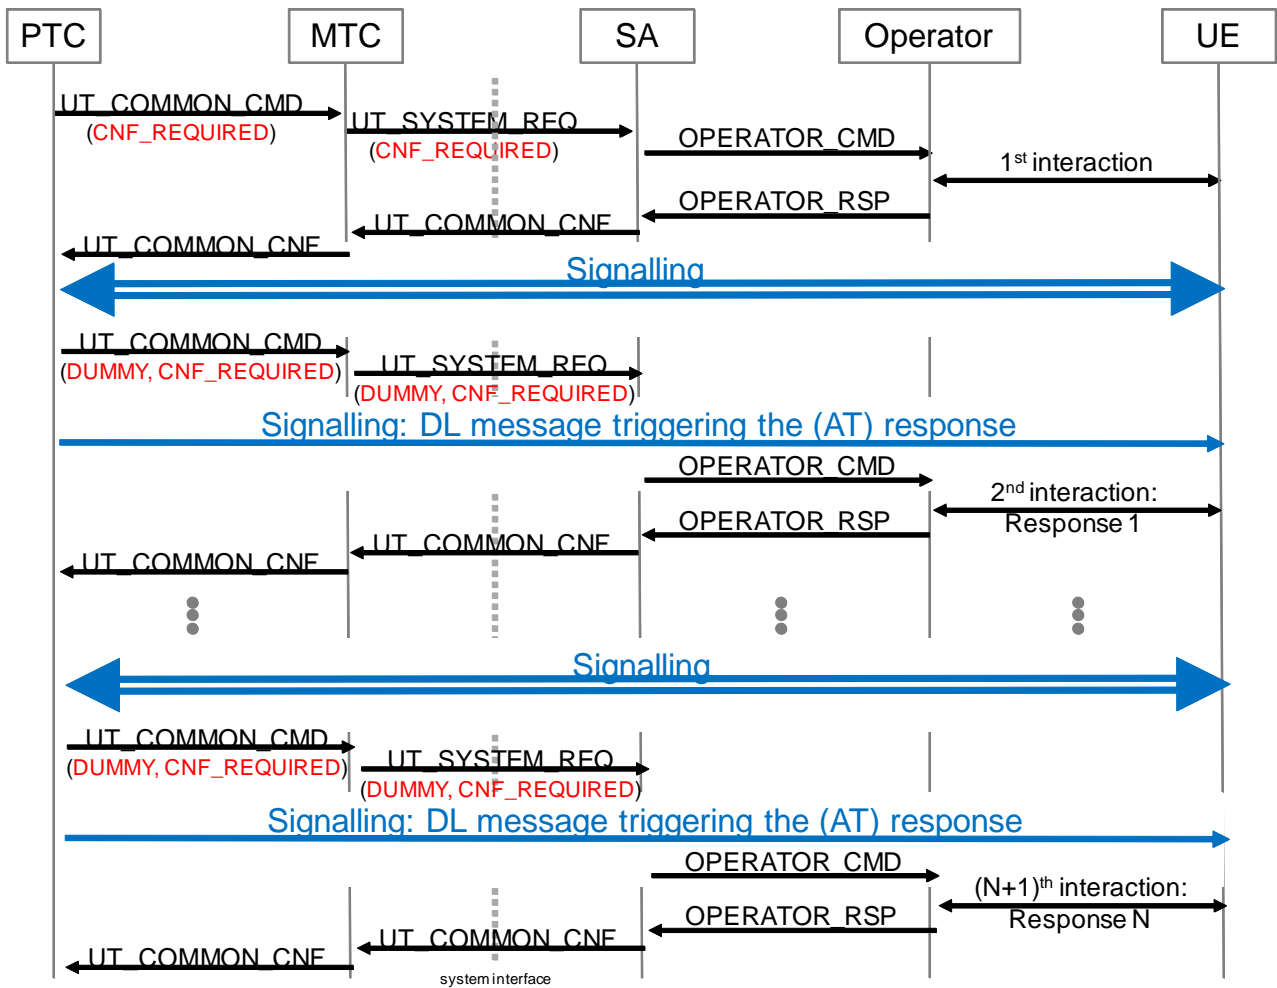 PTC MTC SA Operator UE
UT_COMMON_CMD
(CNF_REQUIRED)
UT_SYSTEM_REQ
(CNF_REQUIRED)
OPERATOR_CMD
1st interaction
OPERATOR_RSP
UT_COMMON_CNF
UT_COMMON_CNF
Signalling
UT_COMMON_CMD
(DUMMY, CNF_REQUIRED)
UT_SYSTEM_REQ
(DUMMY, CNF_REQUIRED)
Signalling: DL message triggering the (AT) response
OPERATOR_CMD
2nd interaction:
Response 1
OPERATOR_RSP
UT_COMMON_CNF
UT_COMMON_CNF
Signalling
UT_COMMON_CMD
(DUMMY, CNF_REQUIRED)
UT_SYSTEM_REQ
(DUMMY, CNF_REQUIRED)
Signalling: DL message triggering the (AT) response
OPERATOR_CMD
(N+1)th interaction:
Response N
OPERATOR_RSP
UT_COMMON_CNF
UT_COMMON_CNF
system interface